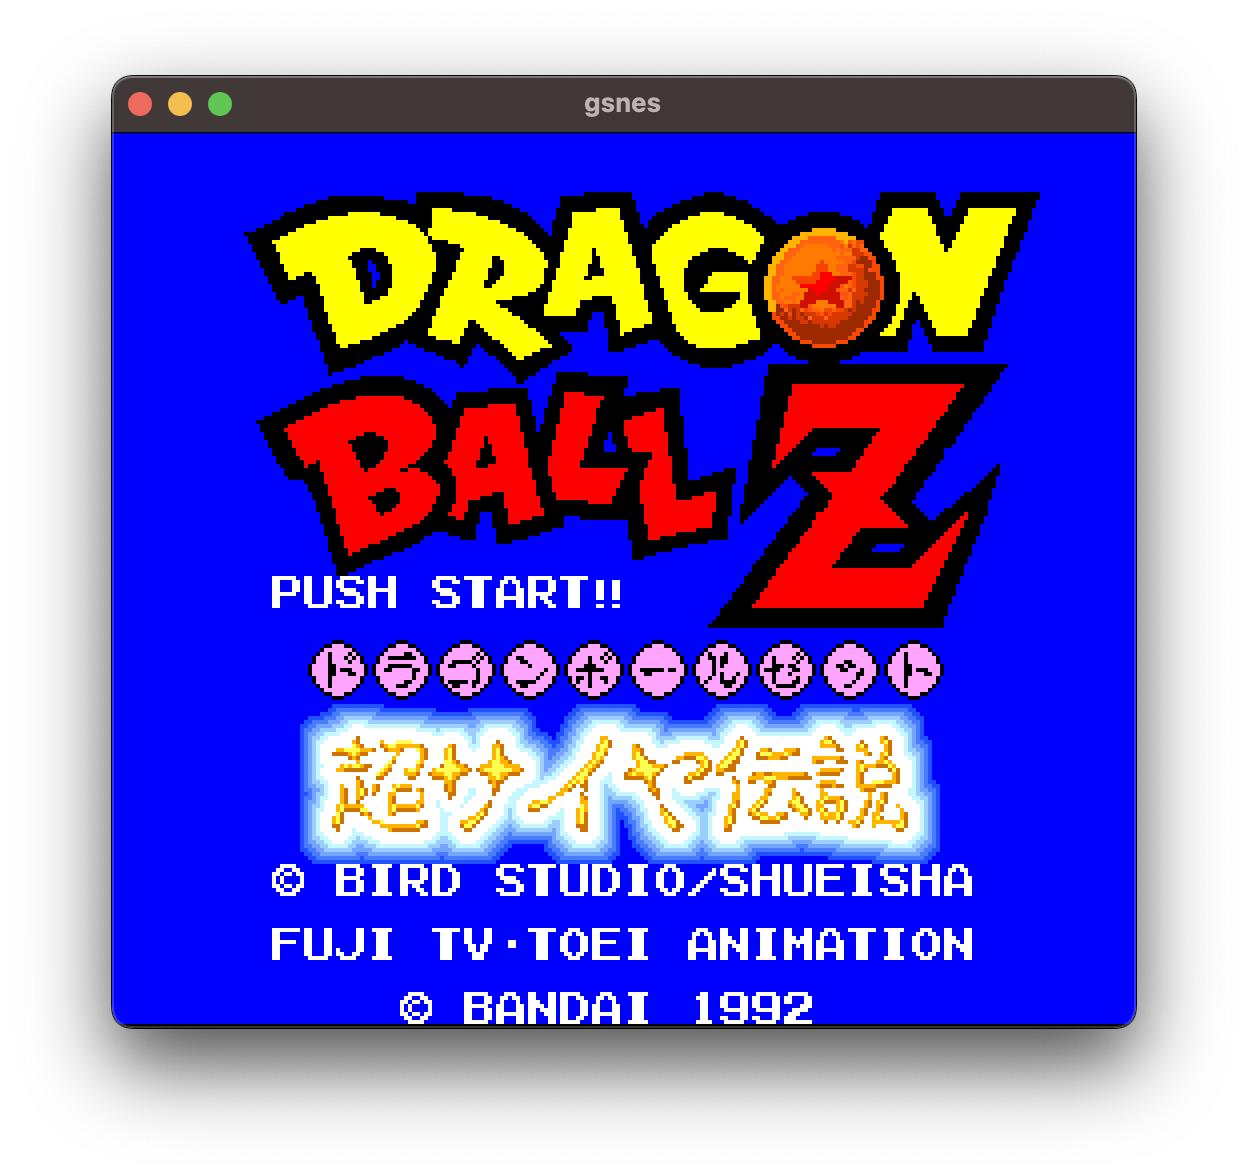 gsnes
DRAGON
BALL Z
PUSH START!!
ドラゴンボールゼット
超サイヤ伝説
© BIRD STUDIO/SHUEISHA
FUJI TV·TOEI ANIMATION
© BANDAI 1992